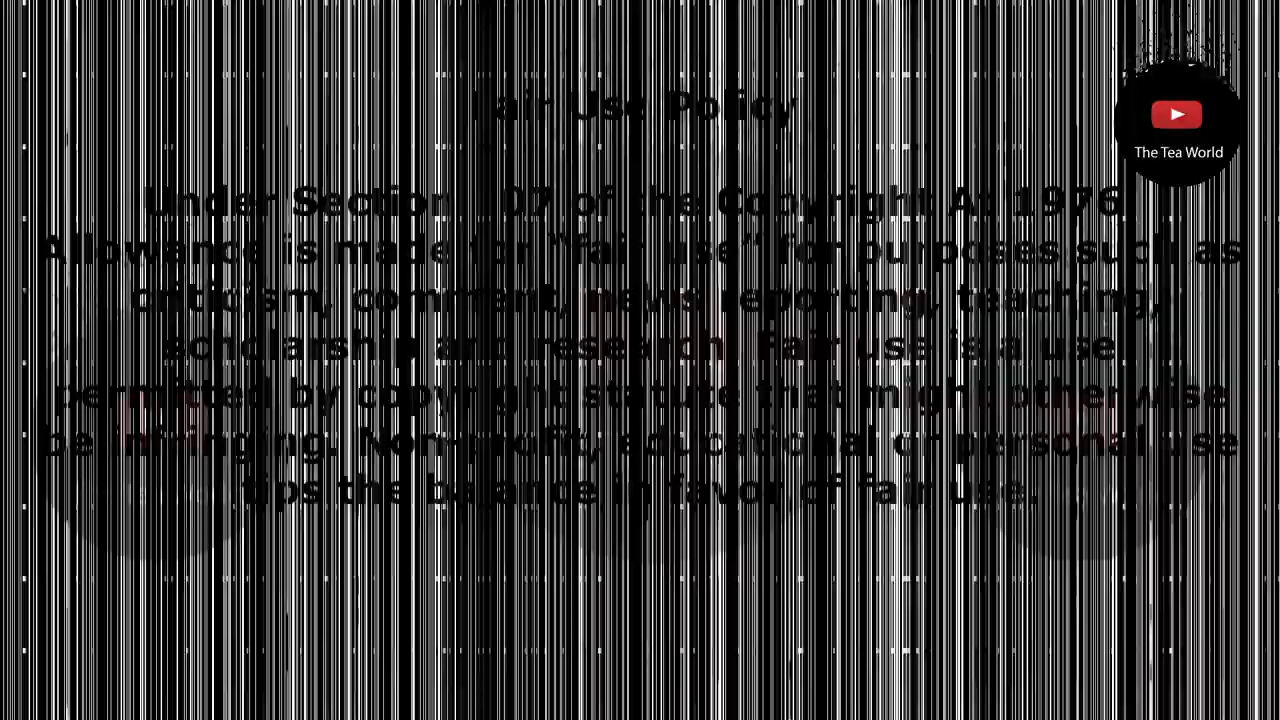 Fair Use Policy
The Tea World
Under Section 107 of the Copyright Act 1976
Allowance is made for "fair use" for purposes such as
criticism, comment, news reporting, teaching,
scholarship and research. Fair use is a use
permitted by copyright statute that might otherwise
be infringing. Non-profit, educational or personal use
tips the balance in favor of fair use.